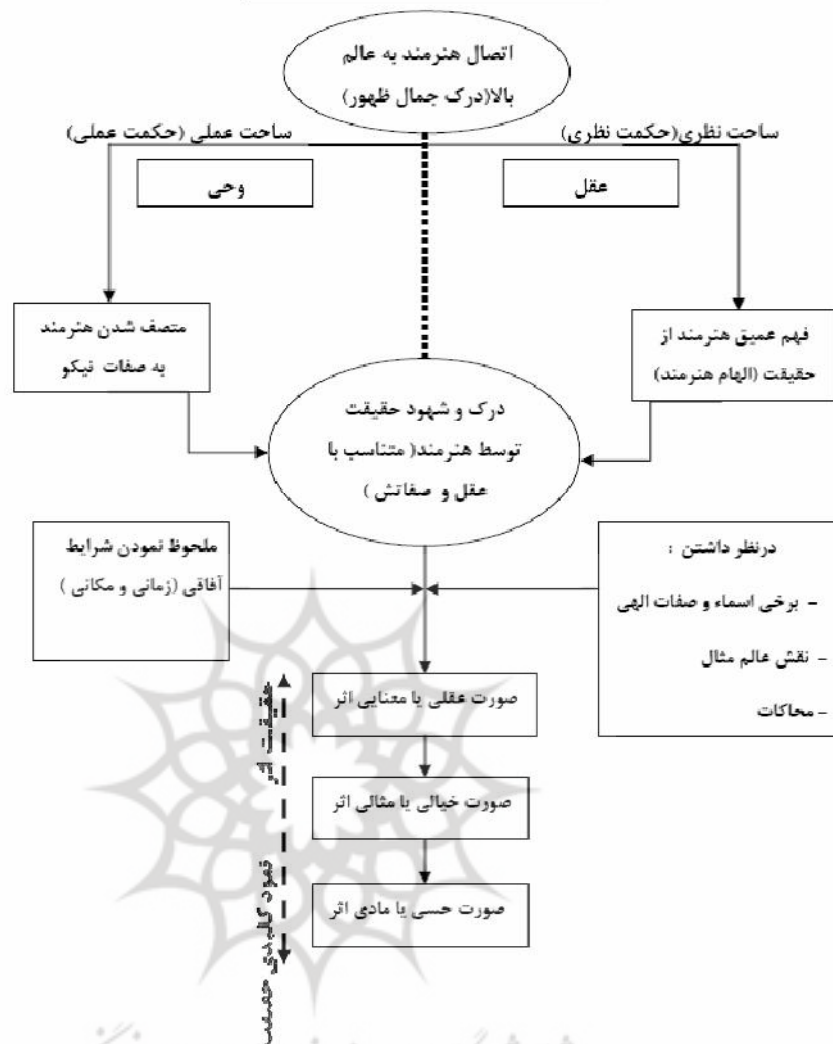 اتصال هنرمند به عالم
بالا(درک جمال ظهور)
ساحت نظری(حکمت نظری)
ساحت عملی (حکمت عملی)
عقل
وحی
فهم عمیق هنرمند از
حقیقت (الهام هنرمند)
متصف شدن هنرمند
به صفات نیکو
درک و شهود حقیقت
توسط هنرمند( متناسب با
عقل و صفاتش )
درنظر داشتن :
- برخی اسماء و صفات الهی
- نقش عالم مثال
- محاکات
ملحوظ نمودن شرایط
آفاقی (زمانی و مکانی )
صورت عقلی یا معنایی اثر
صورت خیالی یا مثالی اثر
صورت حسی یا مادی اثر
حقیقت اثر
نمود کالبدی